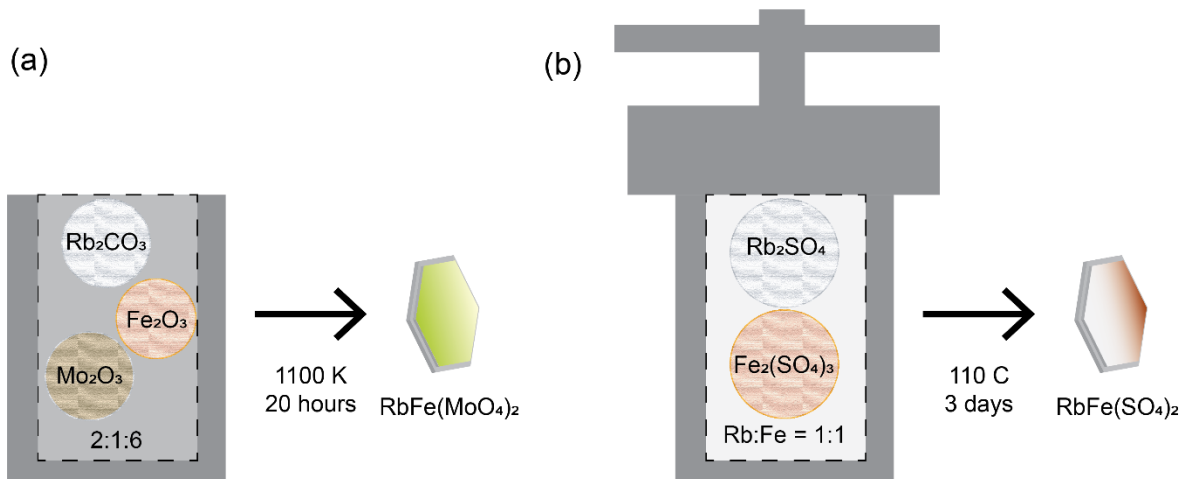 (a)
Rb₂CO₃
Fe₂O₃
Mo₂O₃
2:1:6
1100 K
20 hours
RbFe(MoO₄)₂
(b)
Rb₂SO₄
Fe₂(SO₄)₃
Rb:Fe = 1:1
110 C
3 days
RbFe(SO₄)₂